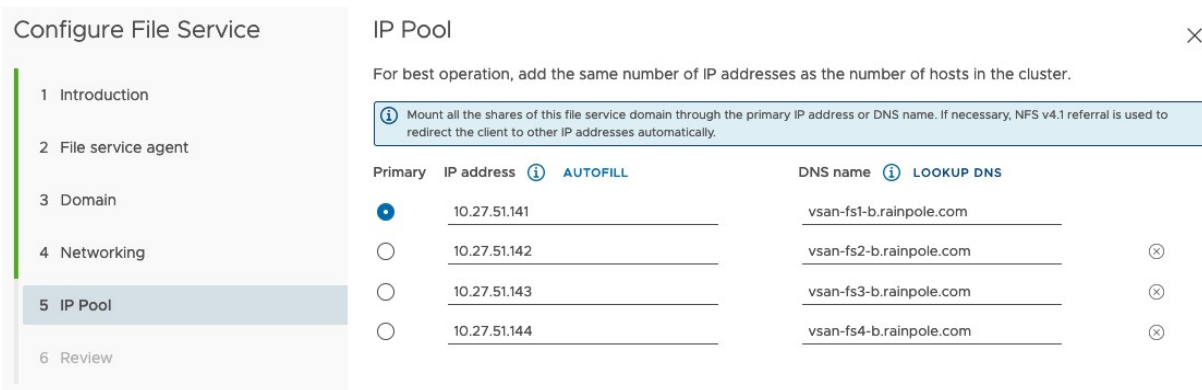 Configure File Service
1 Introduction
2 File service agent
3 Domain
4 Networking
5 IP Pool
6 Review
IP Pool
For best operation, add the same number of IP addresses as the number of hosts in the cluster.
Mount all the shares of this file service domain through the primary IP address or DNS name. If necessary, NFS v4.1 referral is used to
redirect the client to other IP addresses automatically.
Primary IP address AUTOFILL DNS name LOOKUP DNS
10.27.51.141 vsan-fs1-b.rainpole.com
10.27.51.142 vsan-fs2-b.rainpole.com
10.27.51.143 vsan-fs3-b.rainpole.com
10.27.51.144 vsan-fs4-b.rainpole.com